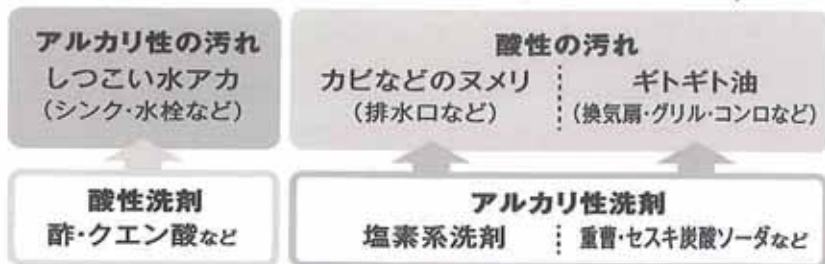 アルカリ性の汚れ
しつこい水アカ
(シンク・水栓など)
酸性の汚れ
カビなどのヌメリ
(排水口など)
ギトギト油
(換気扇・グリル・コンロなど)
酸性洗剤
酢・クエン酸など
アルカリ性洗剤
塩素系洗剤
重曹・セスキ炭酸ソーダなど